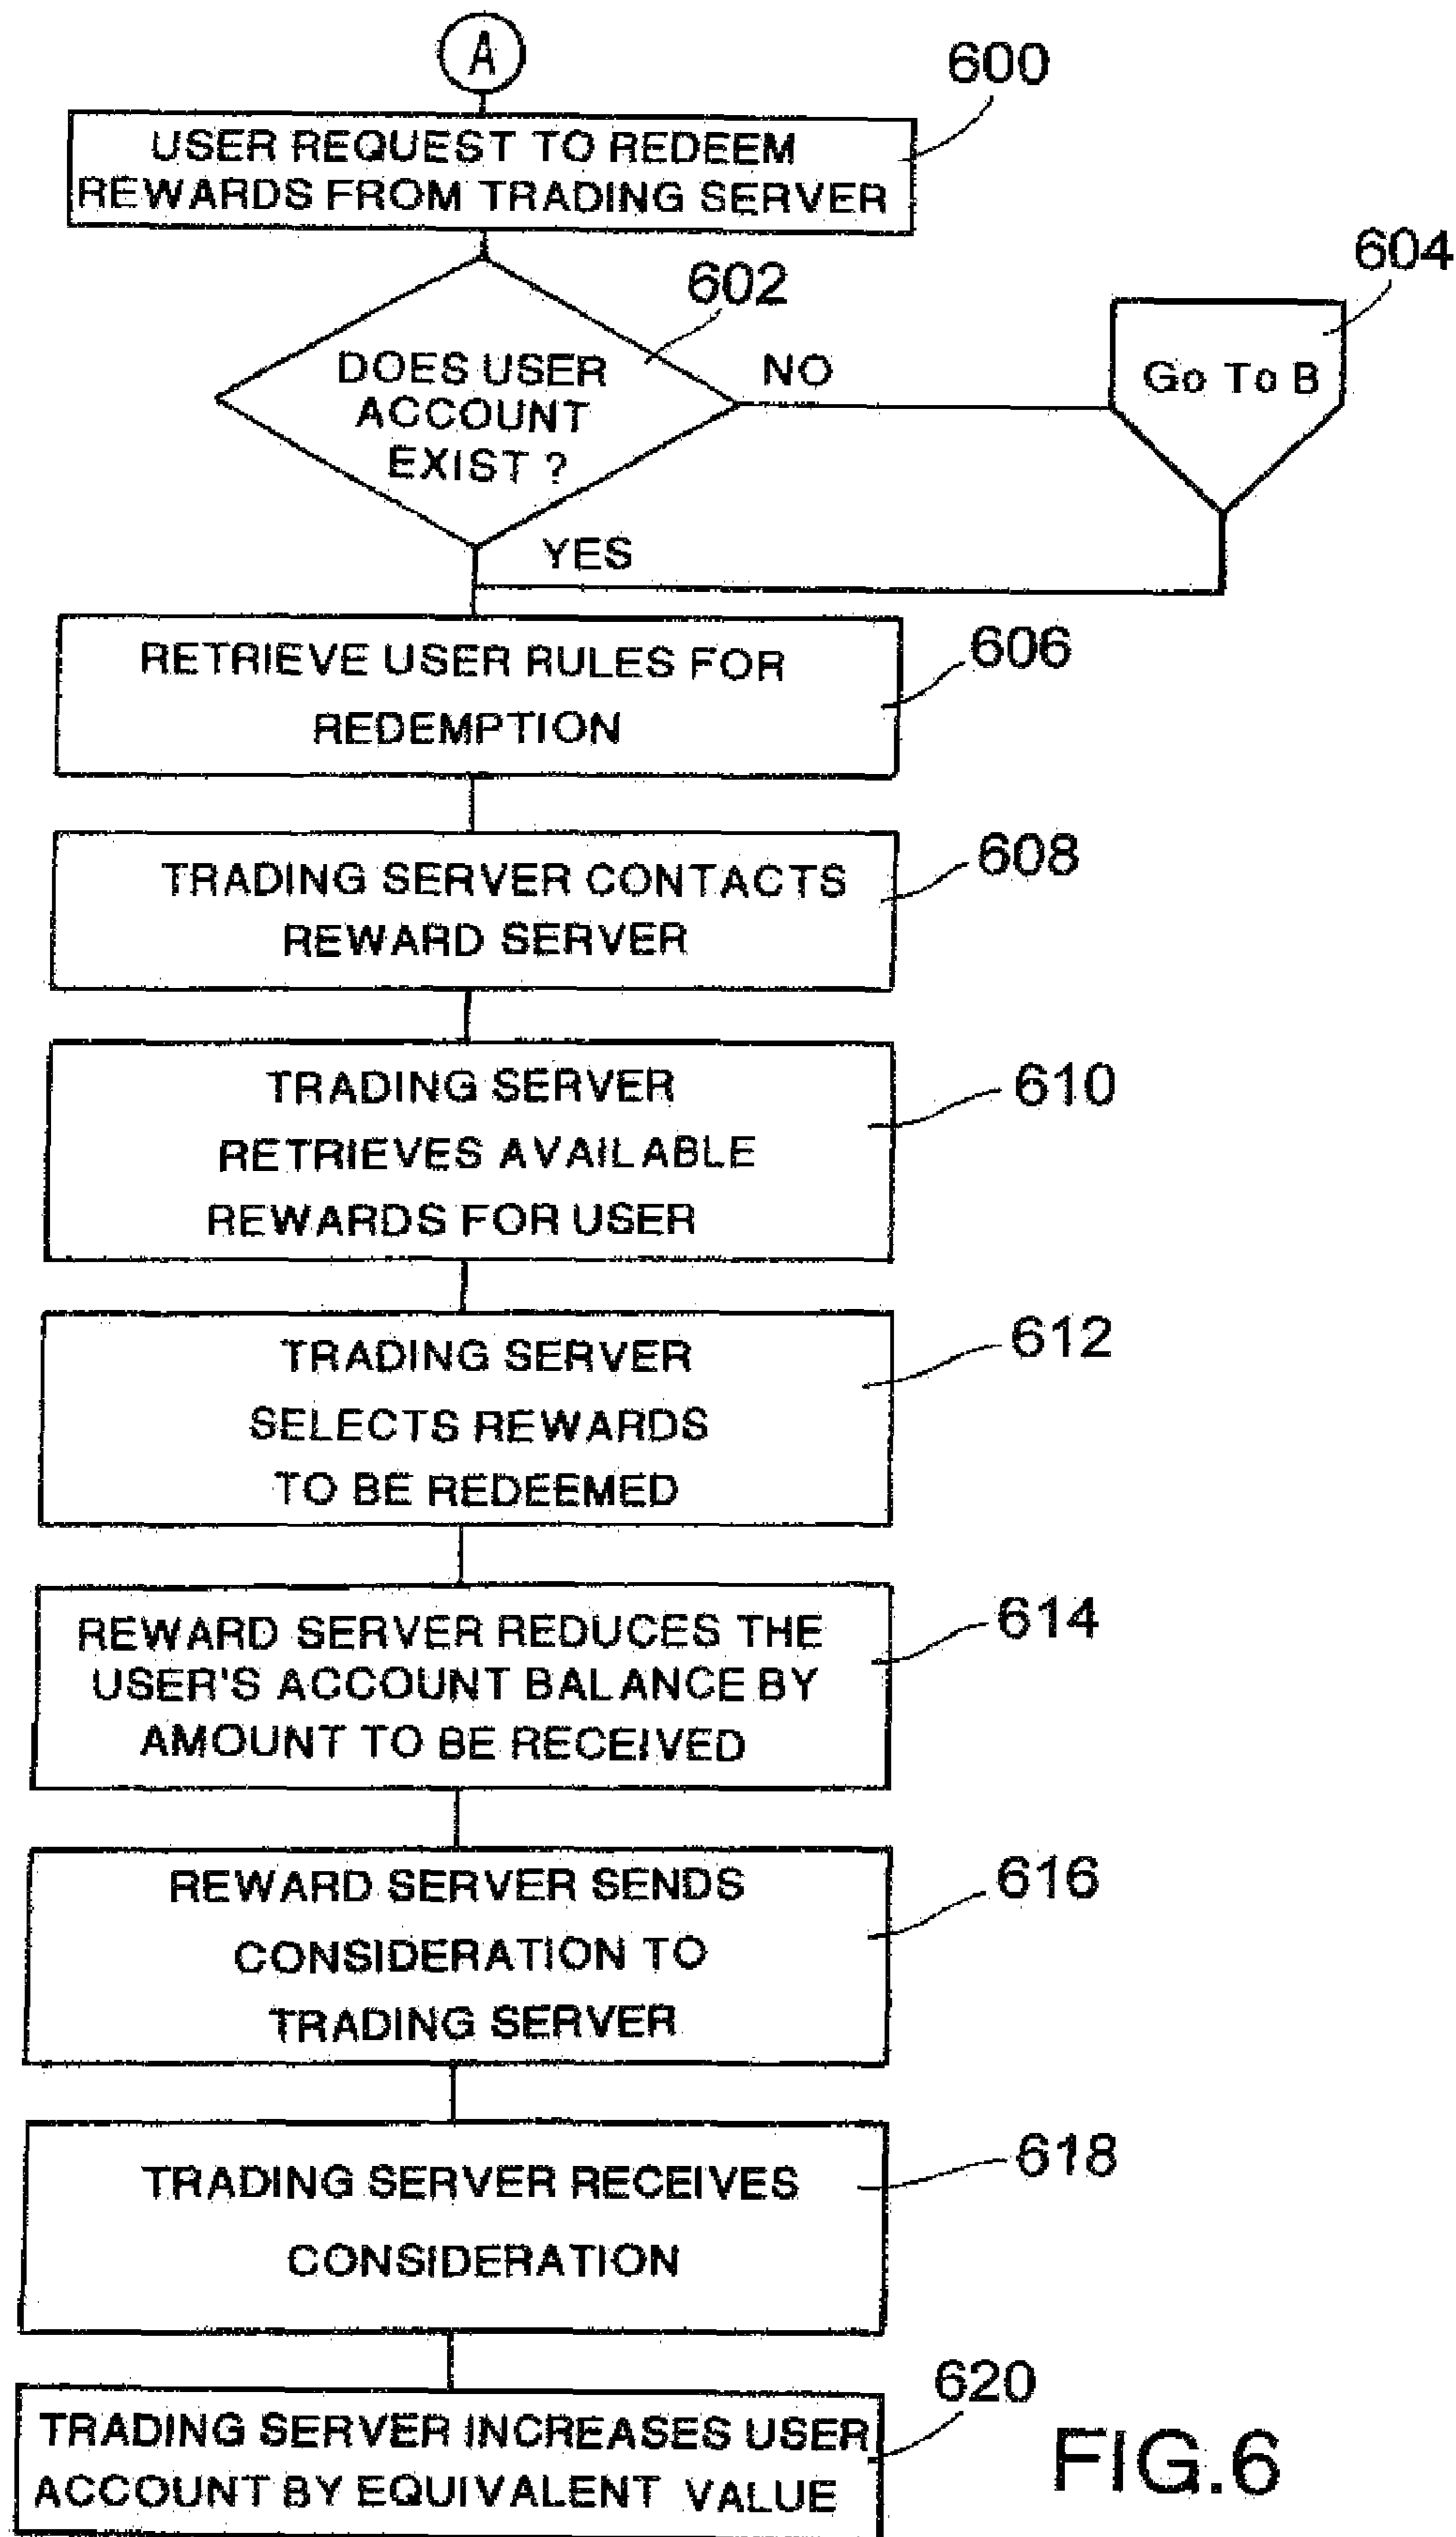 A
600
USER REQUEST TO REDEEM
REWARDS FROM TRADING SERVER
602
604
DOES USER
ACCOUNT
EXIST ?
NO
Go To B
YES
RETRIEVE USER RULES FOR
REDEMPTION
606
TRADING SERVER CONTACTS
REWARD SERVER
608
TRADING SERVER
RETRIEVES AVAILABLE
REWARDS FOR USER
610
TRADING SERVER
SELECTS REWARDS
TO BE REDEEMED
612
REWARD SERVER REDUCES THE
USER'S ACCOUNT BALANCE BY
AMOUNT TO BE RECEIVED
614
REWARD SERVER SENDS
CONSIDERATION TO
TRADING SERVER
616
TRADING SERVER RECEIVES
CONSIDERATION
618
TRADING SERVER INCREASES USER
ACCOUNT BY EQUIVALENT VALUE
620
FIG.6